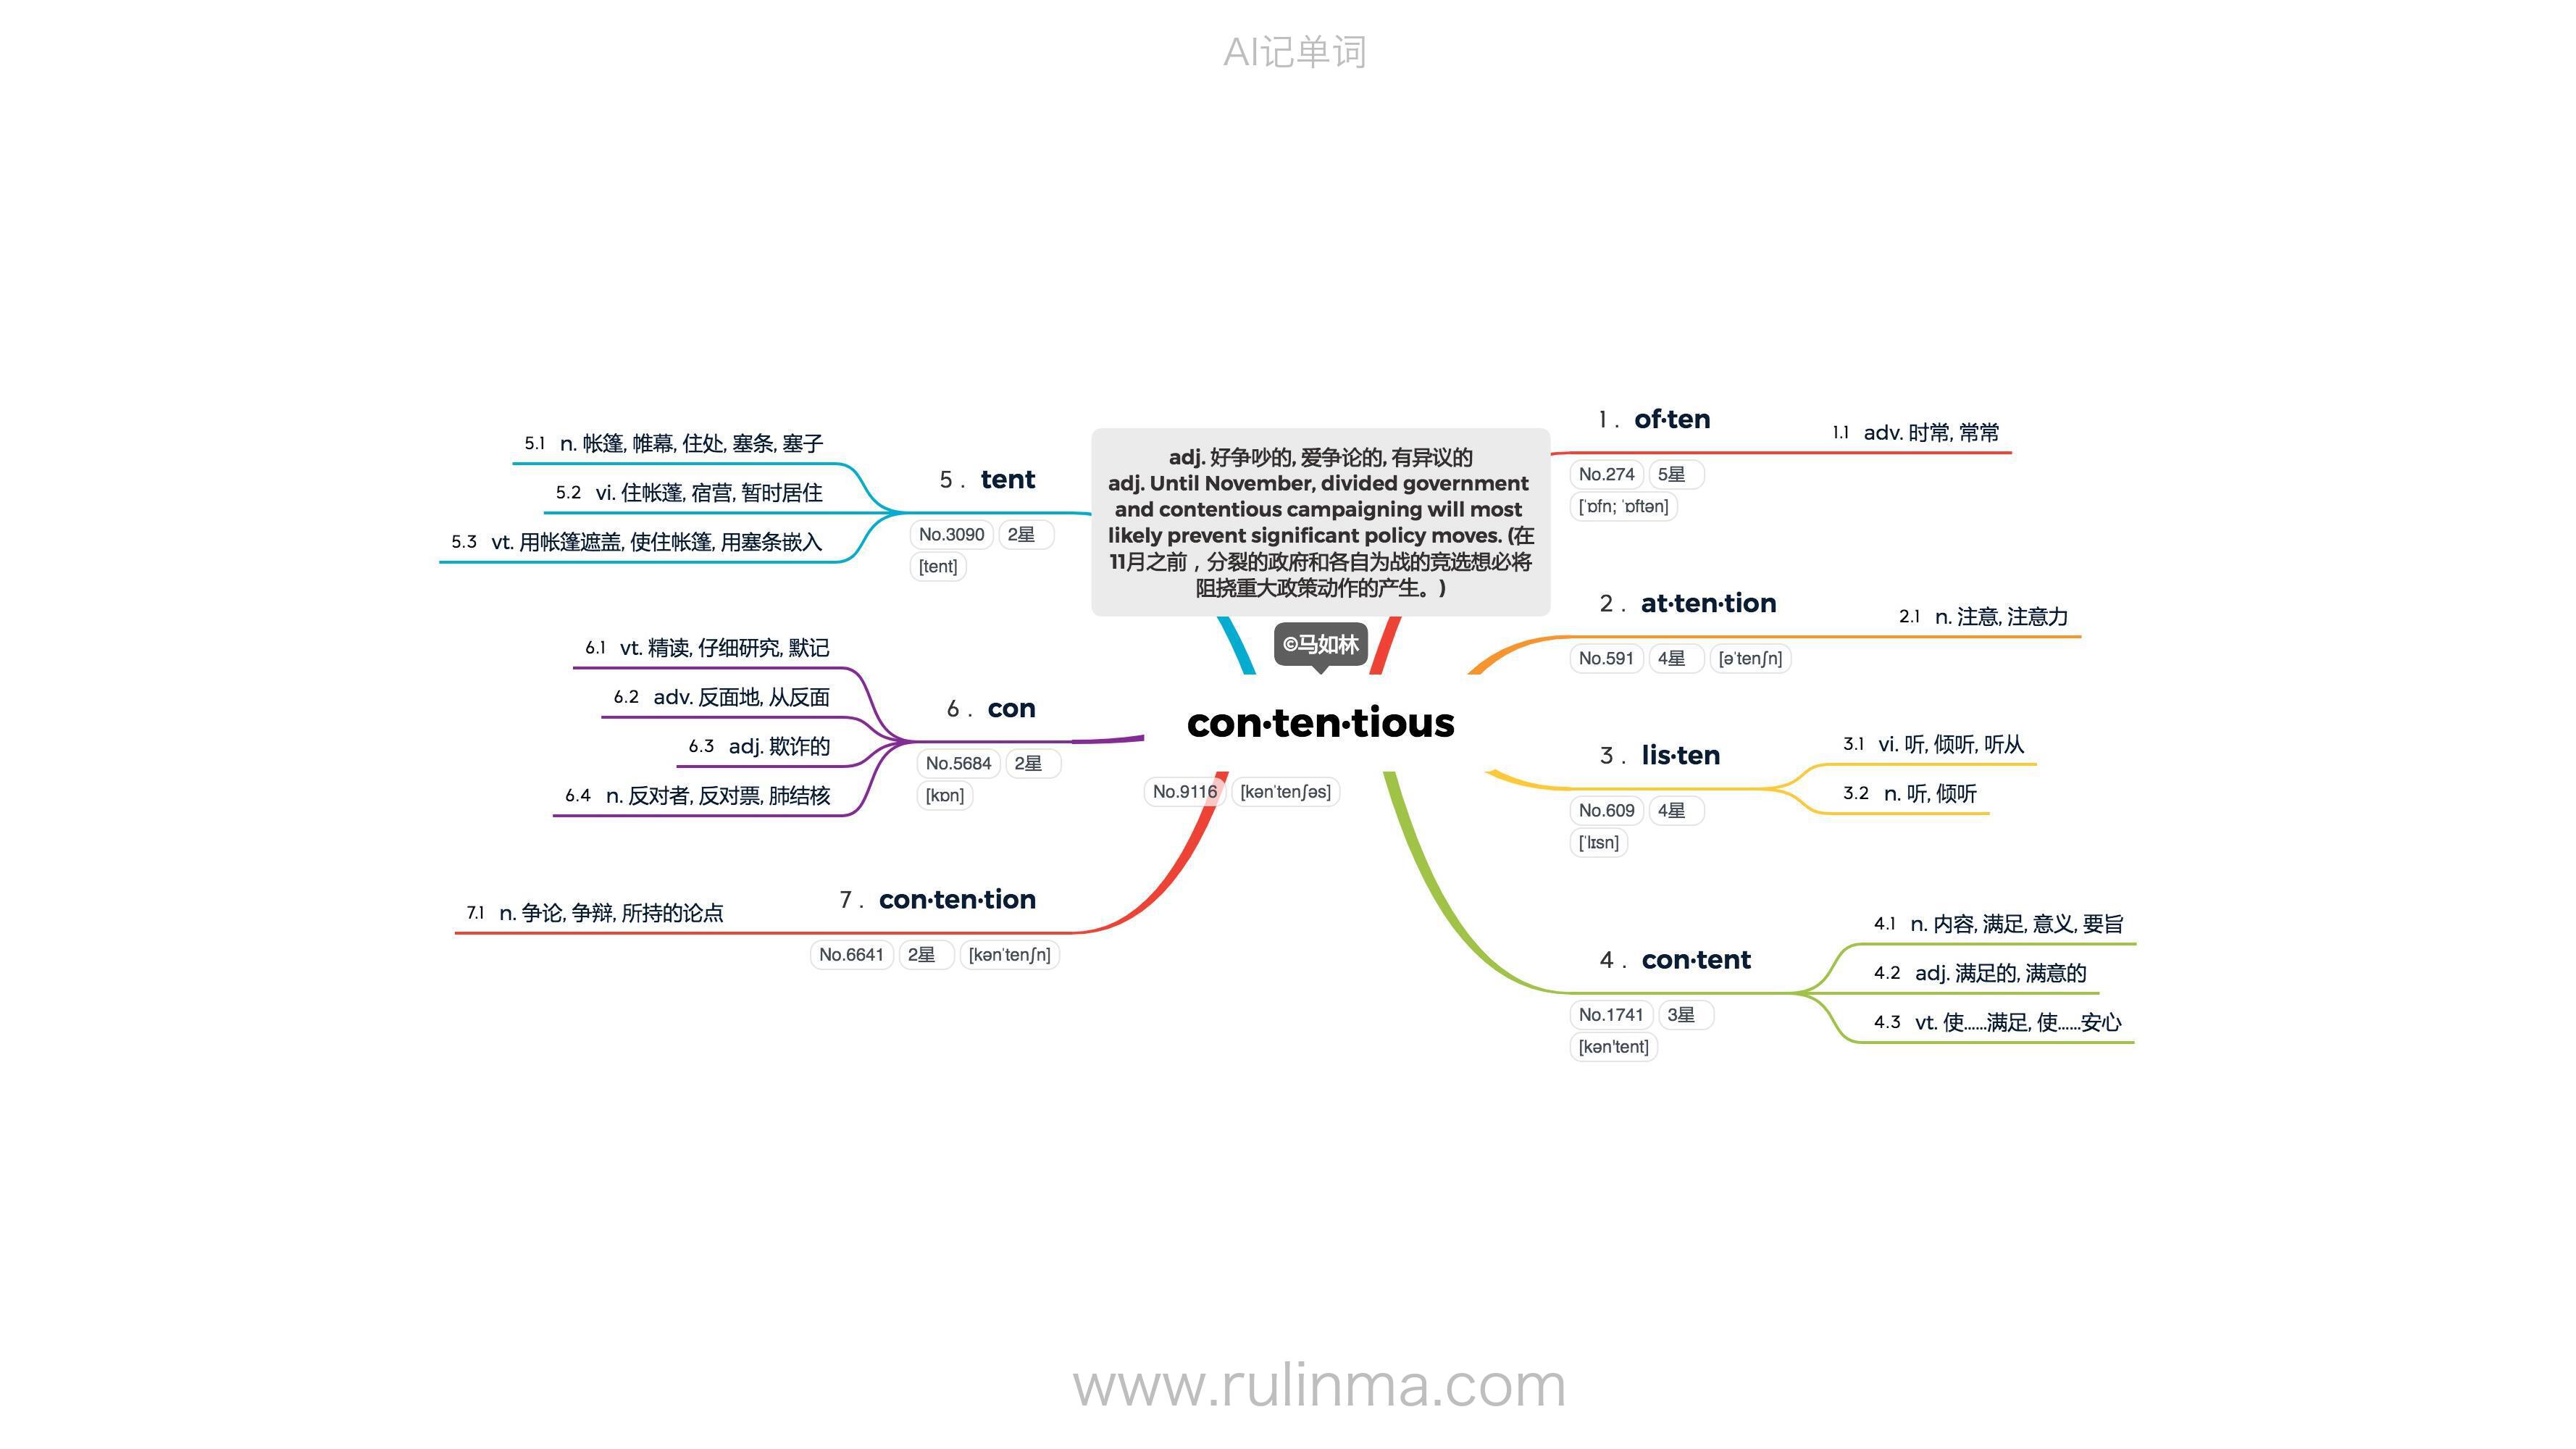 AI记单词
adj. 好争吵的, 爱争论的, 有异议的
adj. Until November, divided government
and contentious campaigning will most
likely prevent significant policy moves. (在
11月之前，分裂的政府和各自为战的竞选想必将
阻挠重大政策动作的产生。)
©马如林
con·ten·tious
No.9116 [kənˈtenʃəs]
1. of·ten
No.274 5星
[ˈɒfn; ˈɒftən]
1.1 adv. 时常, 常常
2. at·ten·tion
No.591 4星 [əˈtenʃn]
2.1 n. 注意, 注意力
3. lis·ten
No.609 4星
[ˈlɪsn]
3.1 vi. 听, 倾听, 听从
3.2 n. 听, 倾听
4. con·tent
No.1741 3星
[kən'tent]
4.1 n. 内容, 满足, 意义, 要旨
4.2 adj. 满足的, 满意的
4.3 vt. 使……满足, 使……安心
5. tent
No.3090 2星
[tent]
5.1 n. 帐篷, 帷幕, 住处, 塞条, 塞子
5.2 vi. 住帐蓬, 宿营, 暂时居住
5.3 vt. 用帐篷遮盖, 使住帐篷, 用塞条嵌入
6. con
No.5684 2星
[kɒn]
6.1 vt. 精读, 仔细研究, 默记
6.2 adv. 反面地, 从反面
6.3 adj. 欺诈的
6.4 n. 反对者, 反对票, 肺结核
7. con·ten·tion
No.6641 2星 [kənˈtenʃn]
7.1 n. 争论, 争辩, 所持的论点
www.rulinma.com